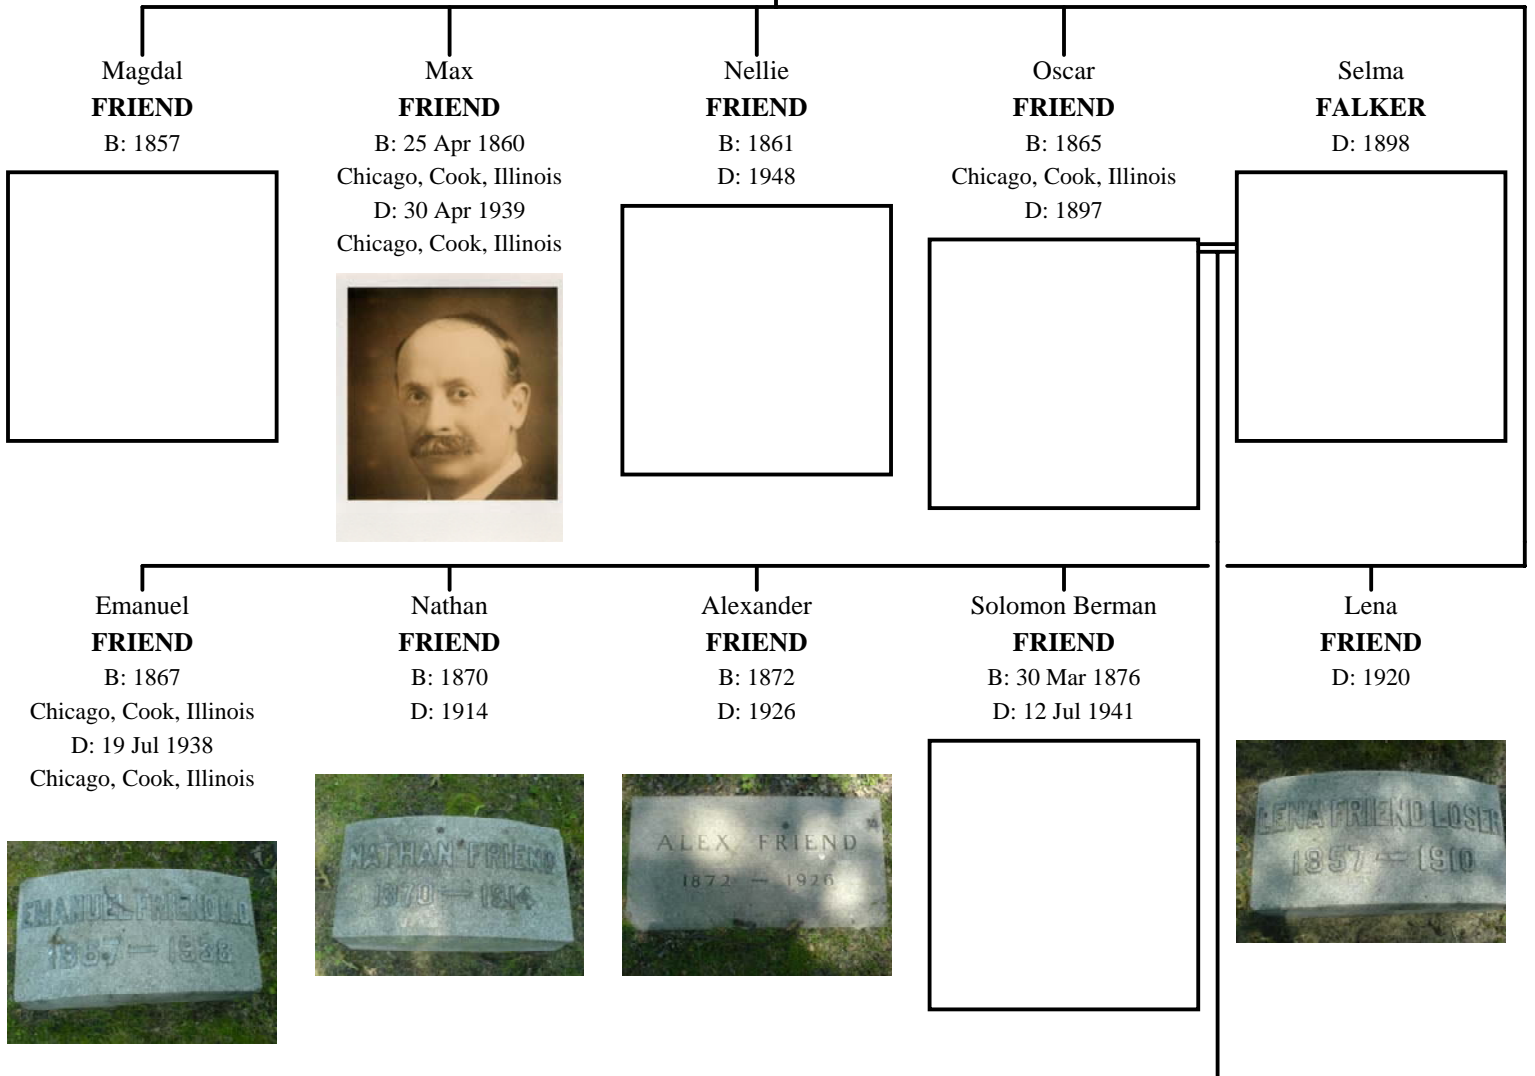 Magdal
FRIEND
B: 1857
Max
FRIEND
B: 25 Apr 1860
Chicago, Cook, Illinois
D: 30 Apr 1939
Chicago, Cook, Illinois
Nellie
FRIEND
B: 1861
D: 1948
Oscar
FRIEND
B: 1865
Chicago, Cook, Illinois
D: 1897
Selma
FALKER
D: 1898
Emanuel
FRIEND
B: 1867
Chicago, Cook, Illinois
D: 19 Jul 1938
Chicago, Cook, Illinois
EMANUEL FRIEND M.D.
1867 — 1938
Nathan
FRIEND
B: 1870
D: 1914
NATHAN FRIEND
1870 — 1914
Alexander
FRIEND
B: 1872
D: 1926
ALEX FRIEND
1872 — 1926
Solomon Berman
FRIEND
B: 30 Mar 1876
D: 12 Jul 1941
Lena
FRIEND
D: 1920
LENA FRIEND LOSER
1857 — 1910